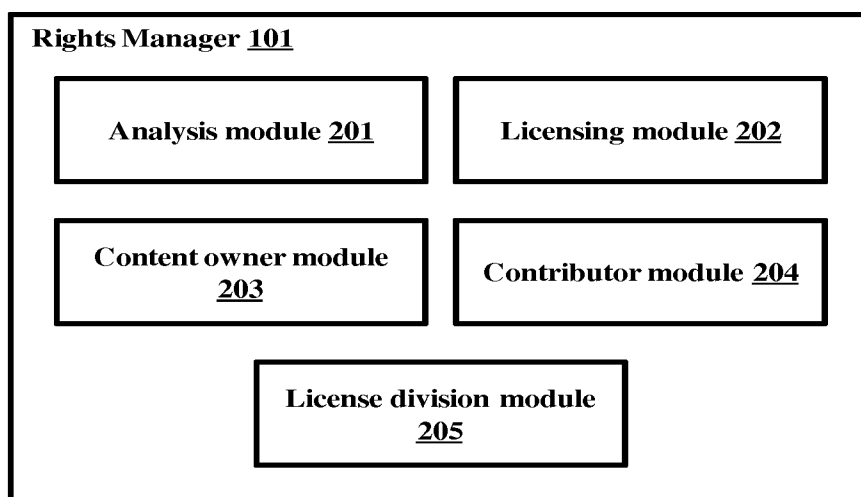 Rights Manager 101
Analysis module 201
Licensing module 202
Content owner module
203
Contributor module 204
License division module
205